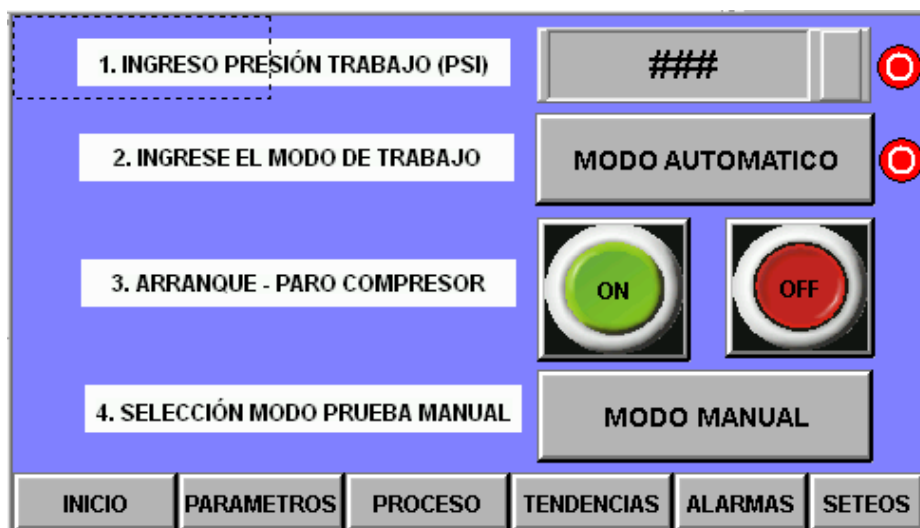 1. INGRESO PRESIÓN TRABAJO (PSI)
###
2. INGRESE EL MODO DE TRABAJO
MODO AUTOMATICO
3. ARRANQUE - PARO COMPRESOR
ON
OFF
4. SELECCIÓN MODO PRUEBA MANUAL
MODO MANUAL
INICIO
PARAMETROS
PROCESO
TENDENCIAS
ALARMAS
SETEOS